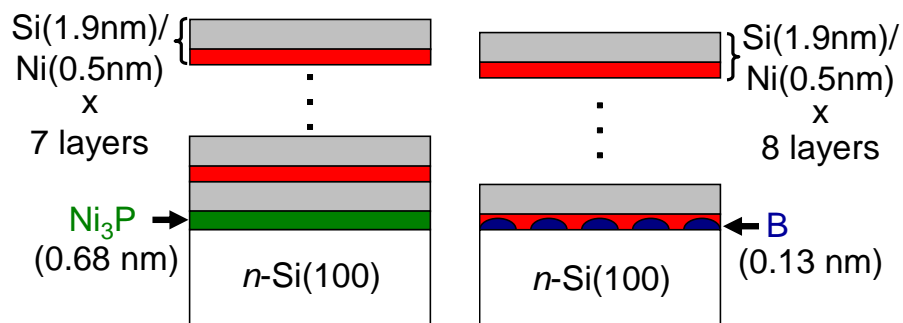 Si(1.9nm)/
Ni(0.5nm)
x
7 layers
Ni₃P
(0.68 nm)
n-Si(100)
Si(1.9nm)/
Ni(0.5nm)
x
8 layers
B
(0.13 nm)
n-Si(100)